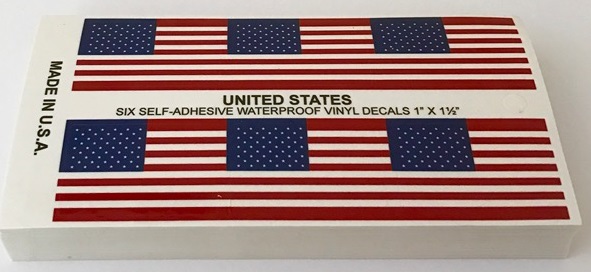 MADE IN U.S.A.
UNITED STATES
SIX SELF-ADHESIVE WATERPROOF VINYL DECALS 1" X 1½"